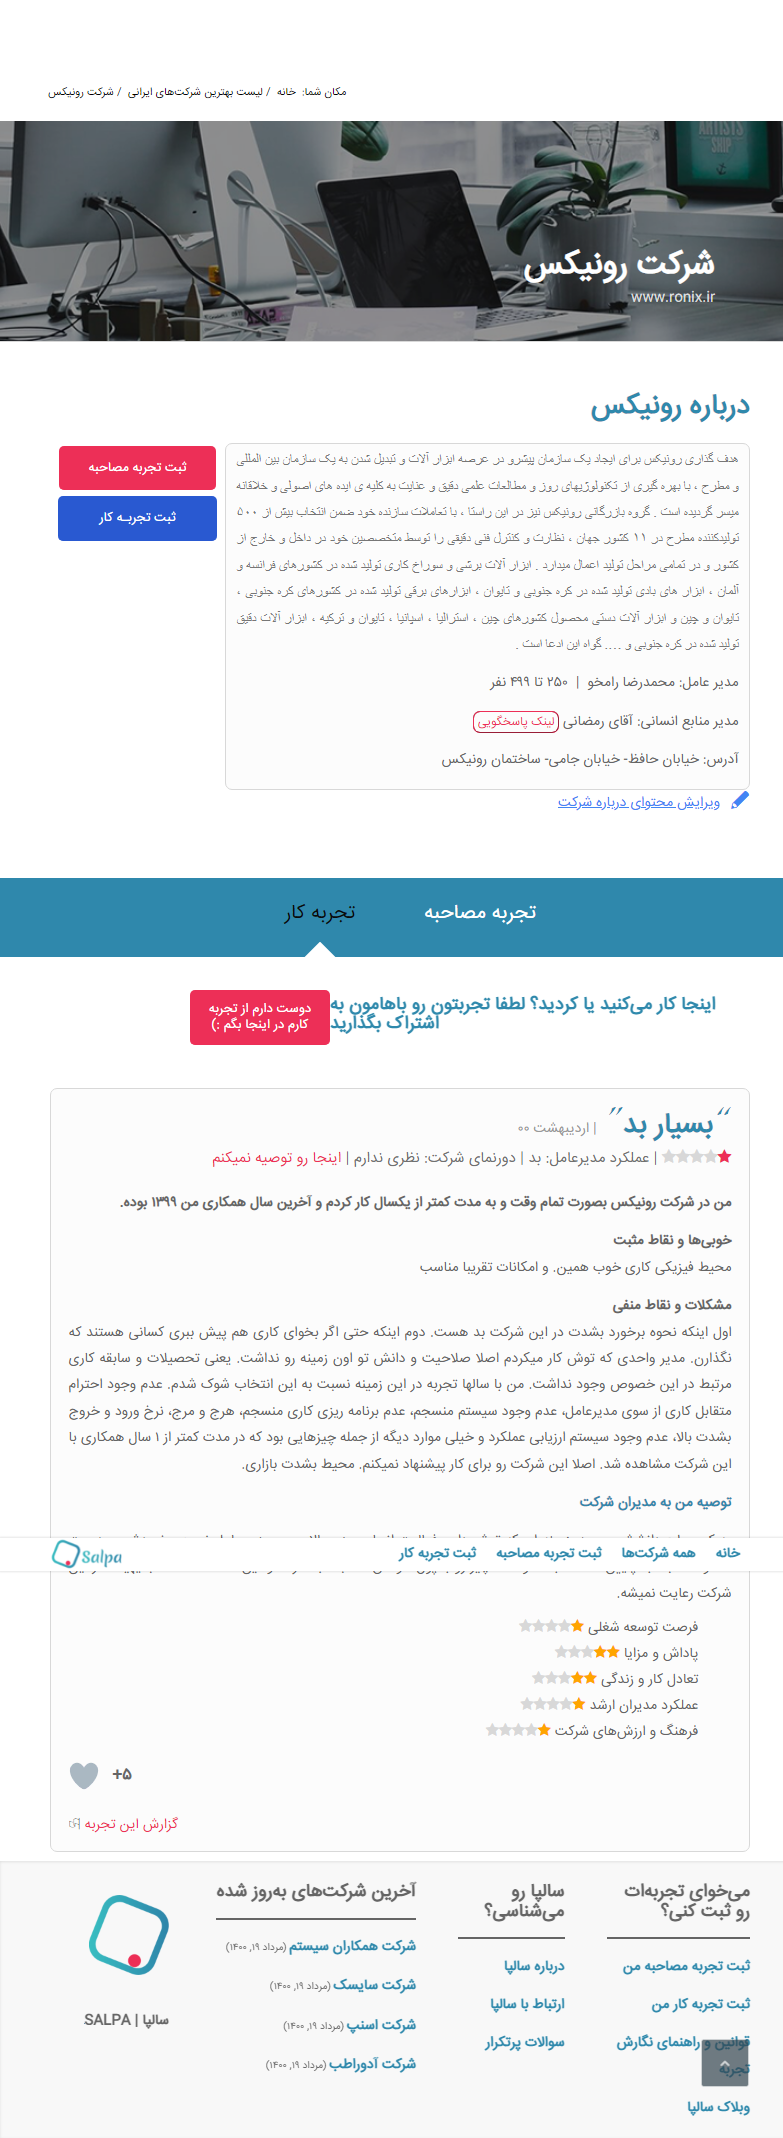 مکان شما: خانه / لیست بهترین شرکت‌های ایرانی / شرکت رونیکس
ARTISTS
SHIP
شرکت رونیکس
www.ronix.ir
درباره رونیکس
هدف گذاری رونیکس برای ایجاد یک سازمان پیشرو در عرصه ابزار آلات و تبدیل شدن به یک سازمان بین المللی
و مطرح ، با بهره گیری از تکنولوژیهای روز و مطالعات علمی دقیق و عنایت به کلیه ی ایده های اصولی و خلاقانه
میسر گردیده است . گروه بازرگانی رونیکس نیز در این راستا ، با تعاملات سازنده خود ضمن انتخاب بیش از ۵۰۰
تولیدکننده مطرح در ۱۱ کشور جهان ، نظارت و کنترل فنی دقیقی را توسط متخصصین خود در داخل و خارج از
کشور و در تمامی مراحل تولید اعمال میدارد . ابزار آلات برشی و سوراخ کاری تولید شده در کشورهای فرانسه و
آلمان ، ابزار های بادی تولید شده در کره جنوبی و تایوان ، ابزارهای برقی تولید شده در کشورهای کره جنوبی ،
تایوان و چین و ابزار آلات دستی محصول کشورهای چین ، استرالیا ، اسپانیا ، تایوان و ترکیه ، ابزار آلات دقیق
تولید شده در کره جنوبی و .... گواه این ادعا است .
مدیر عامل: محمدرضا رامخو | ۲۵۰ تا ۴۹۹ نفر
مدیر منابع انسانی: آقای رمضانی لینک پاسخگویی
آدرس: خیابان حافظ- خیابان جامی- ساختمان رونیکس
ویرایش محتوای درباره شرکت
ثبت تجربه مصاحبه
ثبت تجربـه کار
تجربه مصاحبه
تجربه کار
اینجا کار می‌کنید یا کردید؟ لطفا تجربتون رو باهامون به
اشتراک بگذارید
دوست دارم از تجربه
کارم در اینجا بگم :)
“بسیار بد” | اردیبهشت ۰۰
| عملکرد مدیرعامل: بد | دورنمای شرکت: نظری ندارم | اینجا رو توصیه نمیکنم
من در شرکت رونیکس بصورت تمام وقت و به مدت کمتر از یکسال کار کردم و آخرین سال همکاری من ۱۳۹۹ بوده.
خوبی‌ها و نقاط مثبت
محیط فیزیکی کاری خوب همین. و امکانات تقریبا مناسب
مشکلات و نقاط منفی
اول اینکه نحوه برخورد بشدت در این شرکت بد هست. دوم اینکه حتی اگر بخوای کاری هم پیش ببری کسانی هستند که
نگذارن. مدیر واحدی که توش کار میکردم اصلا صلاحیت و دانش تو اون زمینه رو نداشت. یعنی تحصیلات و سابقه کاری
مرتبط در این خصوص وجود نداشت. من با سالها تجربه در این زمینه نسبت به این انتخاب شوک شدم. عدم وجود احترام
متقابل کاری از سوی مدیرعامل، عدم وجود سیستم منسجم، عدم برنامه ریزی کاری منسجم، هرج و مرج، نرخ ورود و خروج
بشدت بالا، عدم وجود سیستم ارزیابی عملکرد و خیلی موارد دیگه از جمله چیزهایی بود که در مدت کمتر از ۱ سال همکاری با
این شرکت مشاهده شد. اصلا این شرکت رو برای کار پیشنهاد نمیکنم. محیط بشدت بازاری.
توصیه من به مدیران شرکت
خانه
همه شرکت‌ها
ثبت تجربه مصاحبه
ثبت تجربه کار
Salpa
شرکت رعایت نمیشه.
فرصت توسعه شغلی
پاداش و مزایا
تعادل کار و زندگی
عملکرد مدیران ارشد
فرهنگ و ارزش‌های شرکت
+۵
گزارش این تجربه
می‌خوای تجربه‌ات
رو ثبت کنی؟
ثبت تجربه مصاحبه من
ثبت تجربه کار من
قوانین و راهنمای نگارش
تجربه
وبلاک سالپا
سالپا رو
می‌شناسی؟
درباره سالپا
ارتباط با سالپا
سوالات پرتکرار
آخرین شرکت‌های به‌روز شده
شرکت همکاران سیستم (مرداد ۱۹, ۱۴۰۰)
شرکت سایسک (مرداد ۱۹, ۱۴۰۰)
شرکت اسنپ (مرداد ۱۹, ۱۴۰۰)
شرکت آدوراطب (مرداد ۱۹, ۱۴۰۰)
سالپا | SALPA